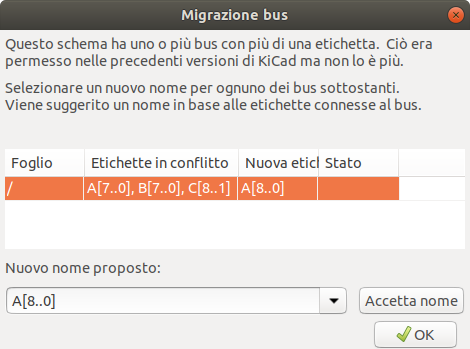 Migrazione bus
Questo schema ha uno o più bus con più di una etichetta. Ciò era
permesso nelle precedenti versioni di KiCad ma non lo è più.
Selezionare un nuovo nome per ognuno dei bus sottostanti.
Viene suggerito un nome in base alle etichette connesse al bus.
Foglio Etichette in conflitto Nuova etich Stato
/ A[7..0], B[7..0], C[8..1] A[8..0]
Nuovo nome proposto:
A[8..0] Accetta nome
OK